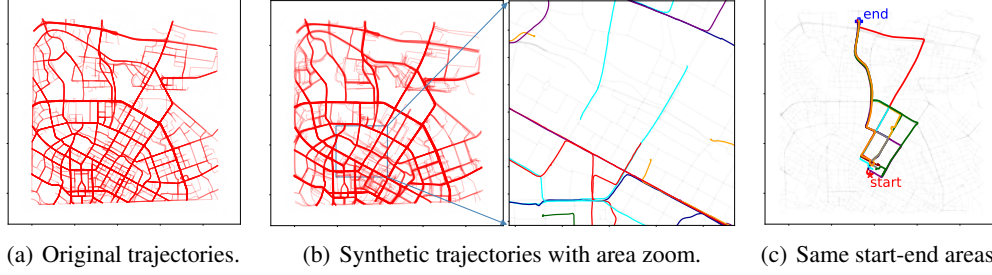 end
start
(a) Original trajectories.
(b) Synthetic trajectories with area zoom.
(c) Same start-end areas